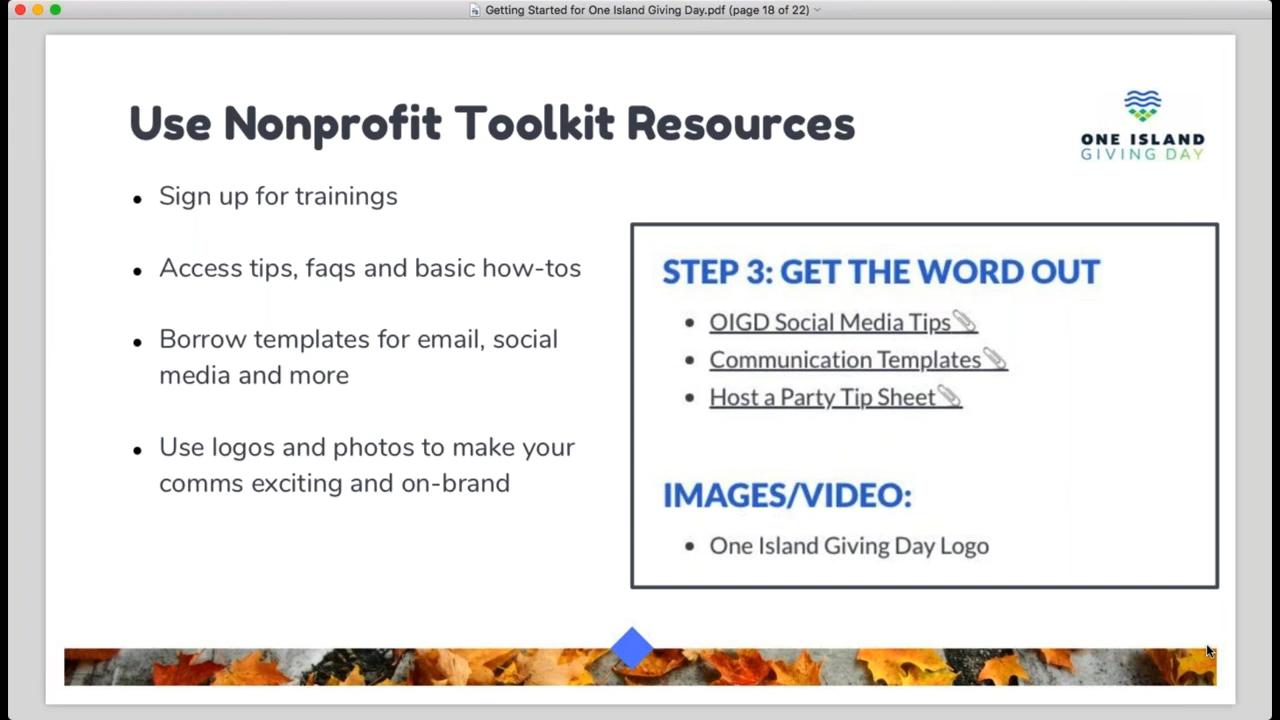 Getting Started for One Island Giving Day.pdf (page 18 of 22)
Use Nonprofit Toolkit Resources
ONE ISLAND
GIVING DAY
• Sign up for trainings
• Access tips, faqs and basic how-tos
• Borrow templates for email, social
media and more
• Use logos and photos to make your
comms exciting and on-brand
STEP 3: GET THE WORD OUT
• OIGD Social Media Tips
• Communication Templates
• Host a Party Tip Sheet
IMAGES/VIDEO:
• One Island Giving Day Logo